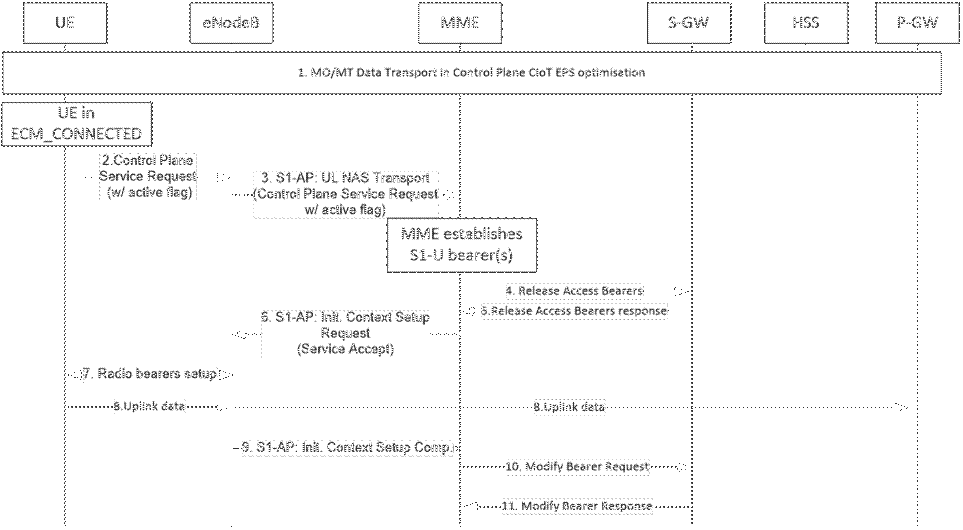 UE
eNodeB
MME
S-GW
HSS
P-GW
1. MO/MT Data Transport in Control Plane CIoT EPS optimisation
UE in
ECM_CONNECTED
2.Control Plane
Service Request
(w/ active flag)
3. S1-AP: UL NAS Transport
(Control Plane Service Request
w/ active flag)
MME establishes
S1-U bearer(s)
4. Release Access Bearers
5.Release Access Bearers response
6. S1-AP: Init. Context Setup
Request
(Service Accept)
7. Radio bearers setup
8.Uplink data
8.Uplink data
9. S1-AP: Init. Context Setup Comp.
10. Modify Bearer Request
11. Modify Bearer Response